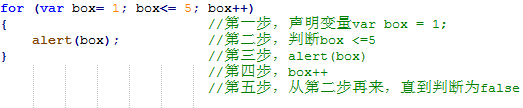 for (var box= 1; box<= 5; box++)
{ //第一步，声明变量var box = 1;
alert(box); //第二步，判断box <=5
} //第三步，alert(box)
//第四步，box++
//第五步，从第二步再来，直到判断为false